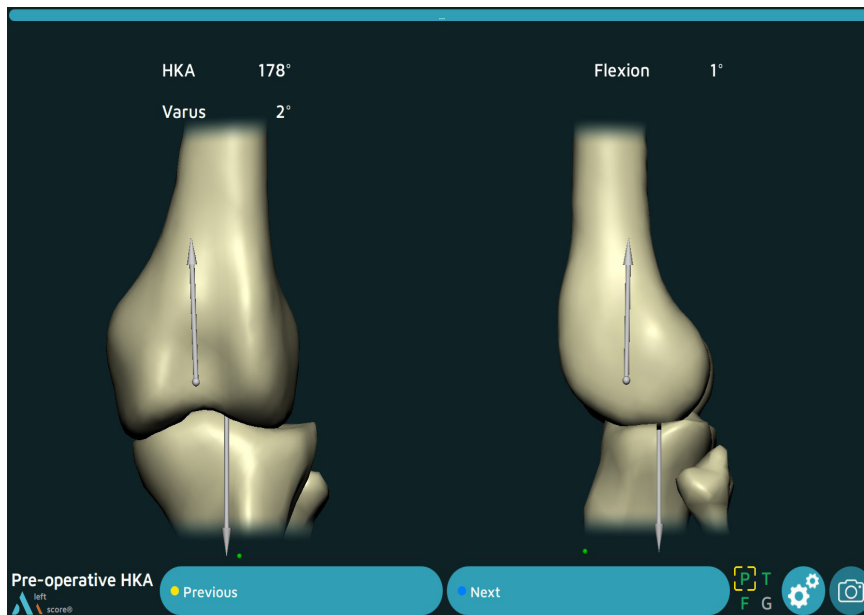 HKA 178°
Flexion 1°
Varus 2°
Pre-operative HKA
left
score®
Previous
Next
P T
F G